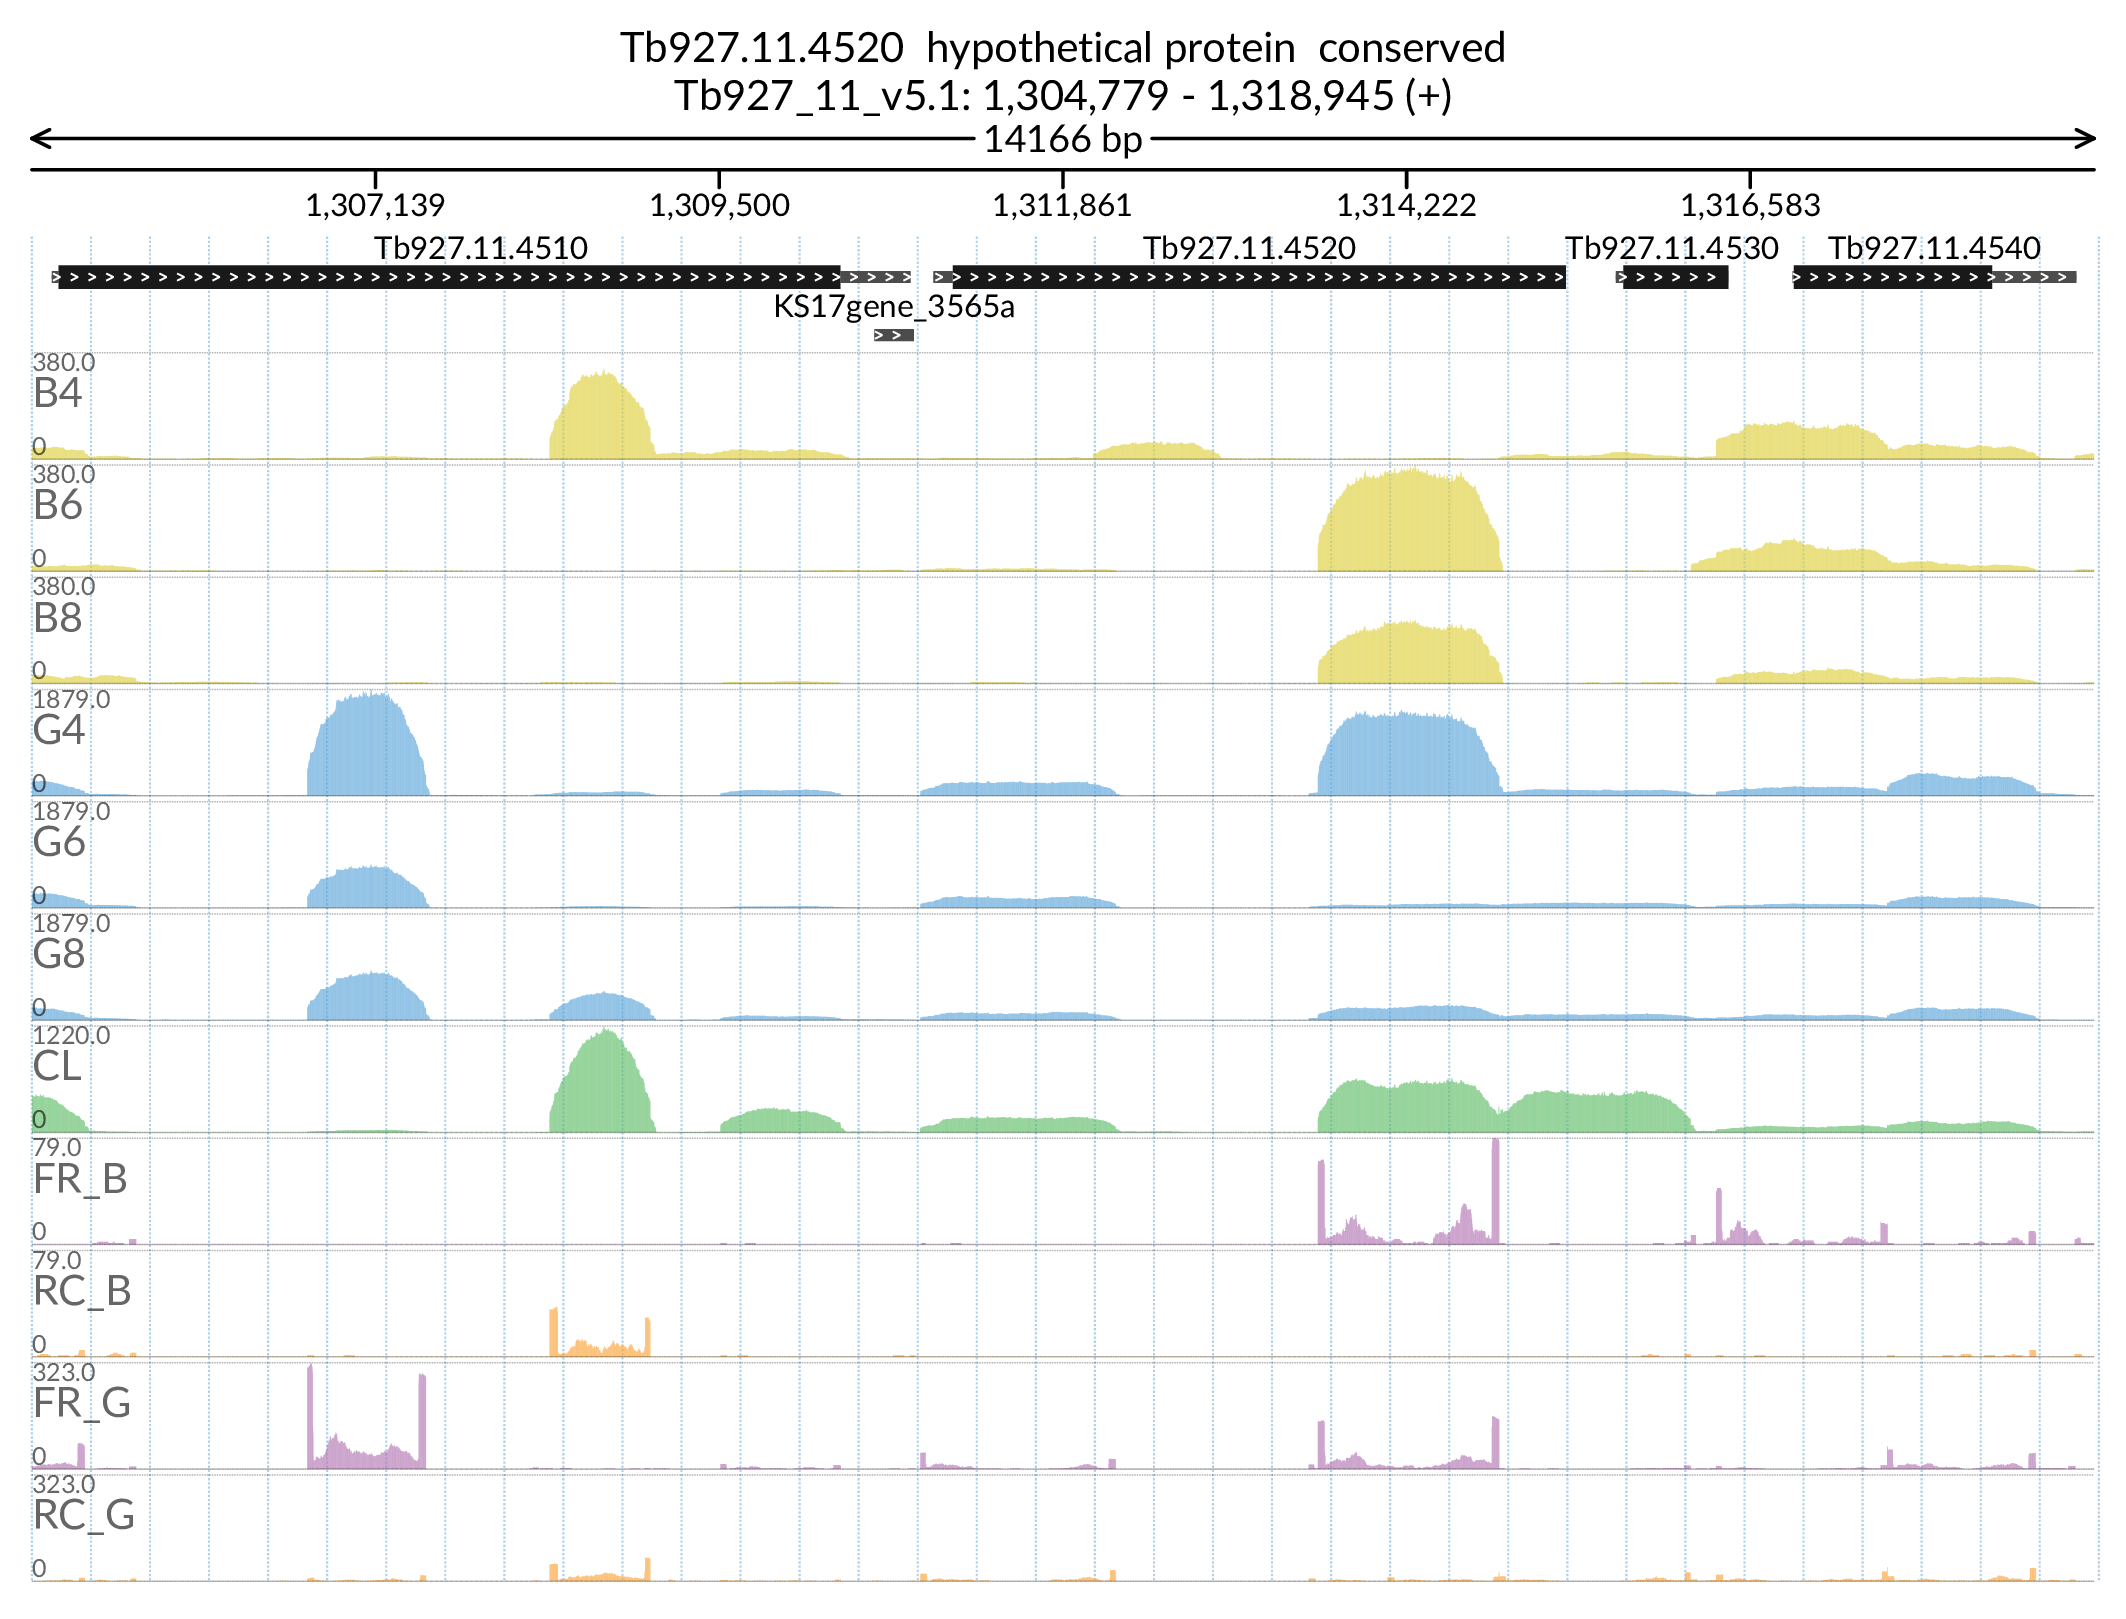 Tb927.11.4520  hypothetical protein  conserved
Tb927_11_v5.1: 1,304,779 - 1,318,945 (+)
14166 bp
1,307,139 1,309,500 1,311,861 1,314,222 1,316,583
Tb927.11.4510 Tb927.11.4520 Tb927.11.4530 Tb927.11.4540
KS17gene_3565a
380.0
B4
0
380.0
B6
0
380.0
B8
0
1879.0
G4
0
1879.0
G6
0
1879.0
G8
0
1220.0
CL
0
79.0
FR_B
0
79.0
RC_B
0
323.0
FR_G
0
323.0
RC_G
0